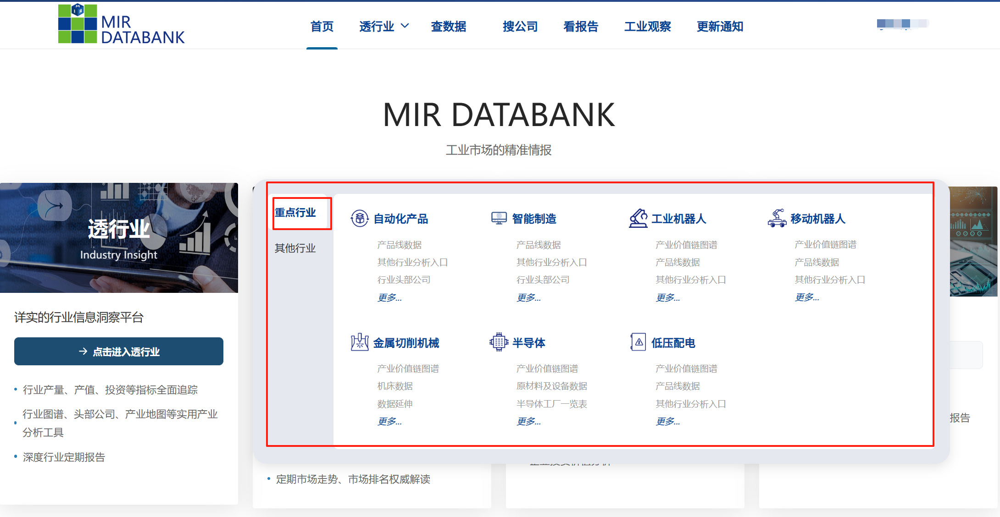 MIR
MIR
DATABANK
首页
透行业
查数据
搜公司
看报告
工业观察
更新通知
MIR DATABANK
工业市场的精准情报
透行业
Industry Insight
详实的行业信息洞察平台
→ 点击进入透行业
• 行业产量、产值、投资等指标全面追踪
• 行业图谱、头部公司、产业地图等实用产业
分析工具
• 深度行业定期报告
重点行业
其他行业
自动化产品
产品线数据
其他行业分析入口
行业头部公司
更多...
智能制造
产品线数据
其他行业分析入口
行业头部公司
更多...
工业机器人
产业价值链图谱
产品线数据
其他行业分析入口
更多...
移动机器人
产业价值链图谱
产品线数据
其他行业分析入口
更多...
金属切削机械
产业价值链图谱
机床数据
数据延伸
更多...
半导体
产业价值链图谱
原材料及设备数据
半导体工厂一览表
更多...
低压配电
产业价值链图谱
产品线数据
其他行业分析入口
更多...
• 定期市场走势、市场排名权威解读
报告